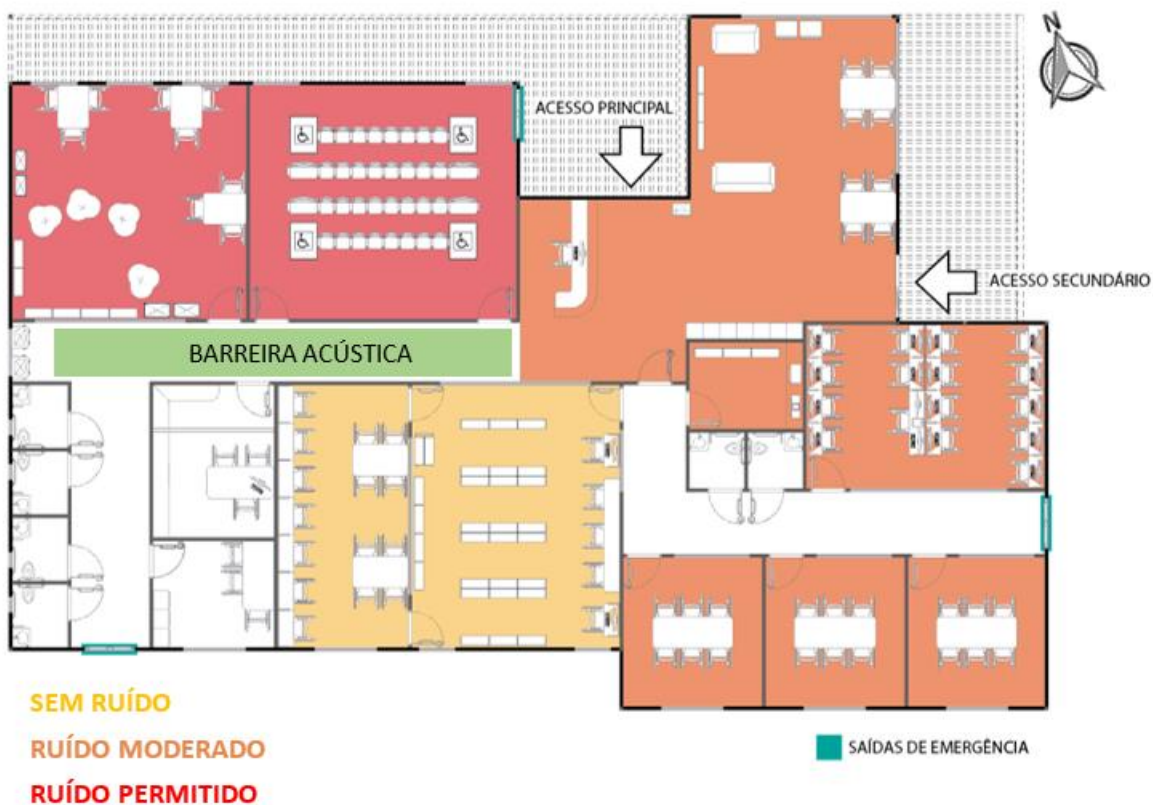 N
ACESSO PRINCIPAL
ACESSO SECUNDÁRIO
BARREIRA ACÚSTICA
SEM RUÍDO
RUÍDO MODERADO
RUÍDO PERMITIDO
SAÍDAS DE EMERGÊNCIA